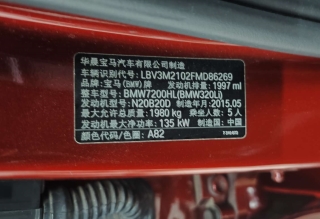 华晨宝马汽车有限公司制造
车辆识别代号: LBV3M2102FMD86269
品牌: 宝马(BMW)牌 发动机排量: 1997 ml
整车型号: BMW7200HL(BMW320Li)
发动机型号: N20B20D 制造年月: 2015.05
最大允许总质量: 1980 kg 乘坐人数: 5 人
发动机最大净功率: 135 kW 制造国: 中国
颜色代码/色圈: A82